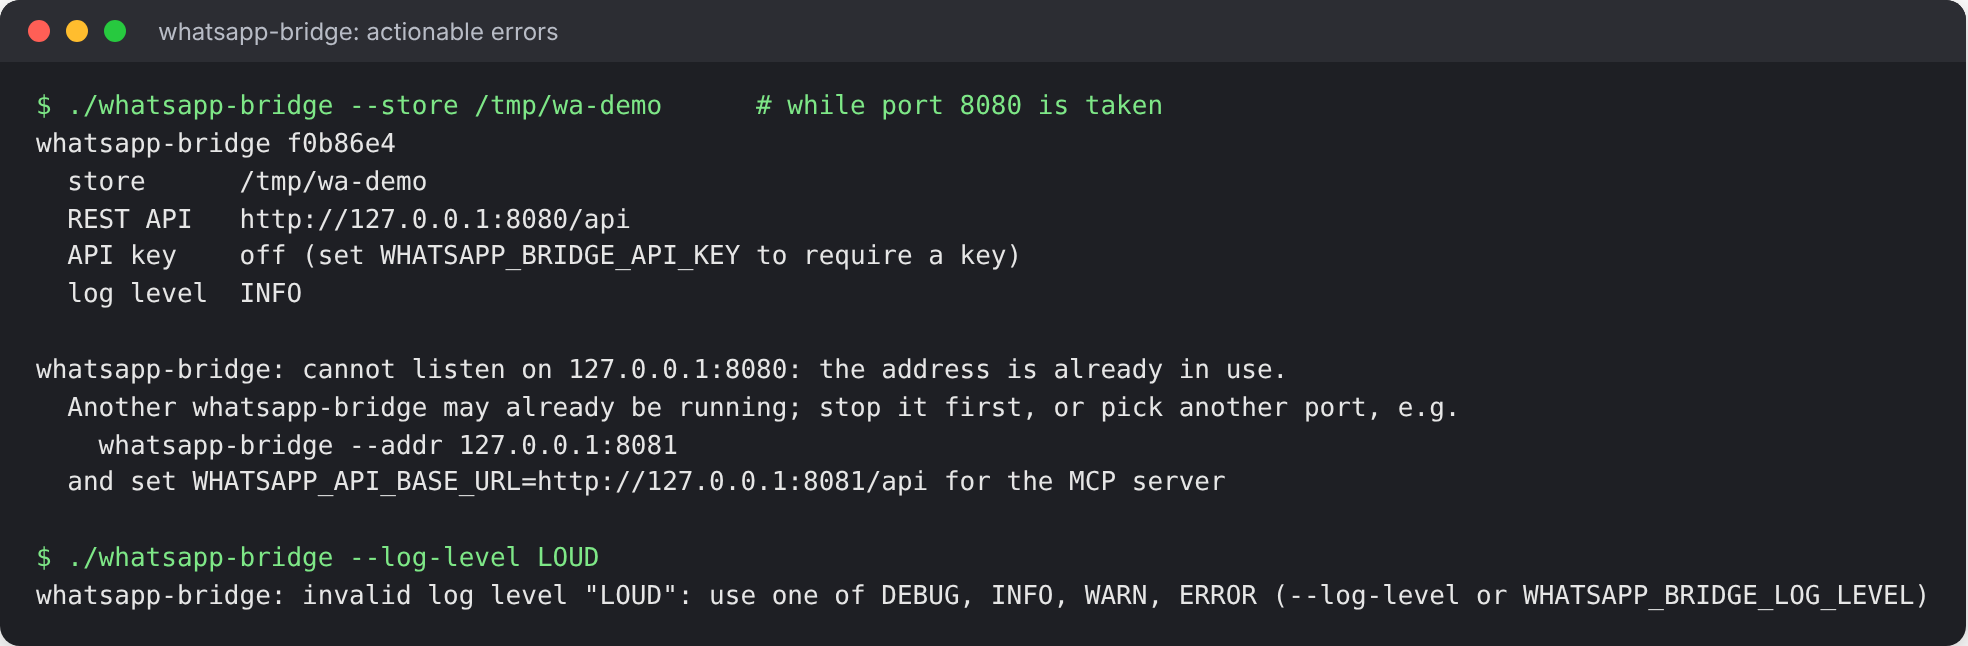 whatsapp-bridge: actionable errors
$ ./whatsapp-bridge --store /tmp/wa-demo      # while port 8080 is taken
whatsapp-bridge f0b86e4
  store      /tmp/wa-demo
  REST API   http://127.0.0.1:8080/api
  API key    off (set WHATSAPP_BRIDGE_API_KEY to require a key)
  log level  INFO

whatsapp-bridge: cannot listen on 127.0.0.1:8080: the address is already in use.
  Another whatsapp-bridge may already be running; stop it first, or pick another port, e.g.
    whatsapp-bridge --addr 127.0.0.1:8081
  and set WHATSAPP_API_BASE_URL=http://127.0.0.1:8081/api for the MCP server

$ ./whatsapp-bridge --log-level LOUD
whatsapp-bridge: invalid log level "LOUD": use one of DEBUG, INFO, WARN, ERROR (--log-level or WHATSAPP_BRIDGE_LOG_LEVEL)